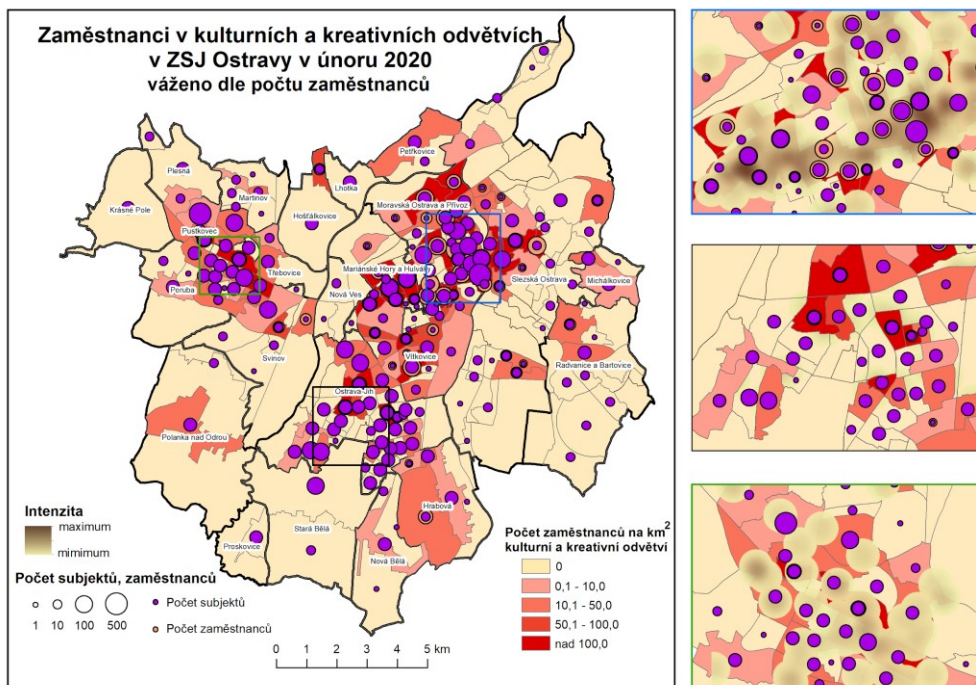 Zaměstnanci v kulturních a kreativních odvětvích
v ZSJ Ostravy v únoru 2020
váženo dle počtu zaměstnanců
Petřkovice
Plesná
Martinov
Lhotka
Krásné Pole
Hošťálkovice
Moravská Ostrava a Přívoz
Pustkovec
Třebovice
Mariánské Hory a Hulváky
Slezská Ostrava
Michálkovice
Poruba
Nová Ves
Svinov
Vítkovice
Radvanice a Bartovice
Ostrava-Jih
Polanka nad Odrou
Hrabová
Stará Bělá
Proskovice
Nová Bělá
Intenzita
maximum
mimimum
Počet subjektů, zaměstnanců
1 10 100 500
Počet subjektů
Počet zaměstnanců
0 1 2 3 4 5 km
Počet zaměstnanců na km2
kulturní a kreativní odvětví
0
0,1 - 10,0
10,1 - 50,0
50,1 - 100,0
nad 100,0